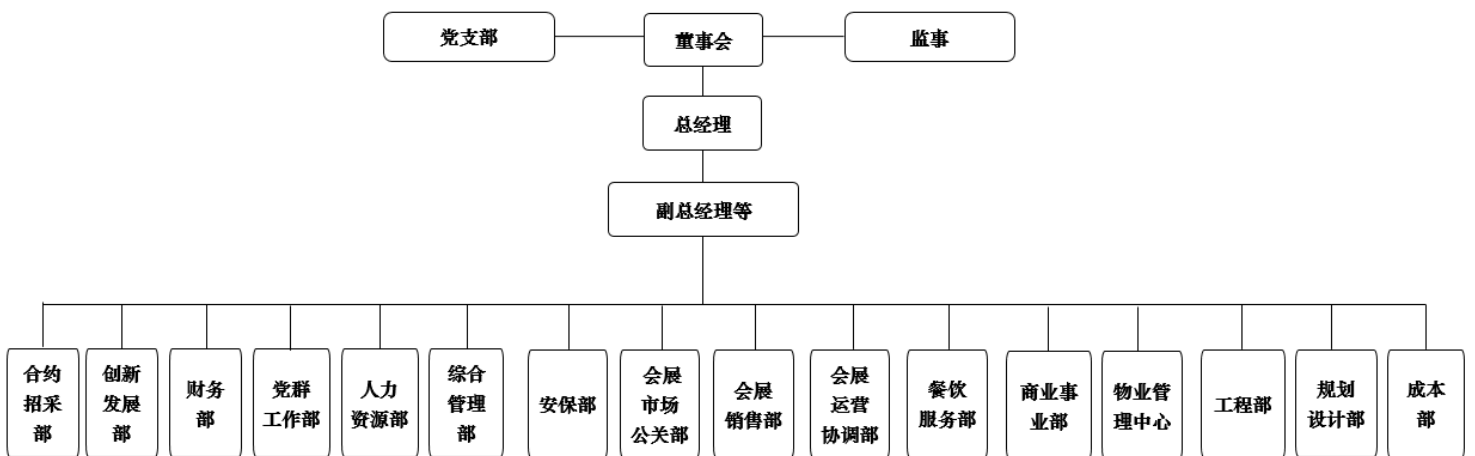 党支部
董事会
监事
总经理
副总经理等
合约
招采
部
创新
发展
部
财务
部
党群
工作部
人力
资源部
综合
管理
部
安保部
会展
市场
公关部
会展
销售部
会展
运营
协调部
餐饮
服务部
商业事
业部
物业管
理中心
工程部
规划
设计部
成本
部